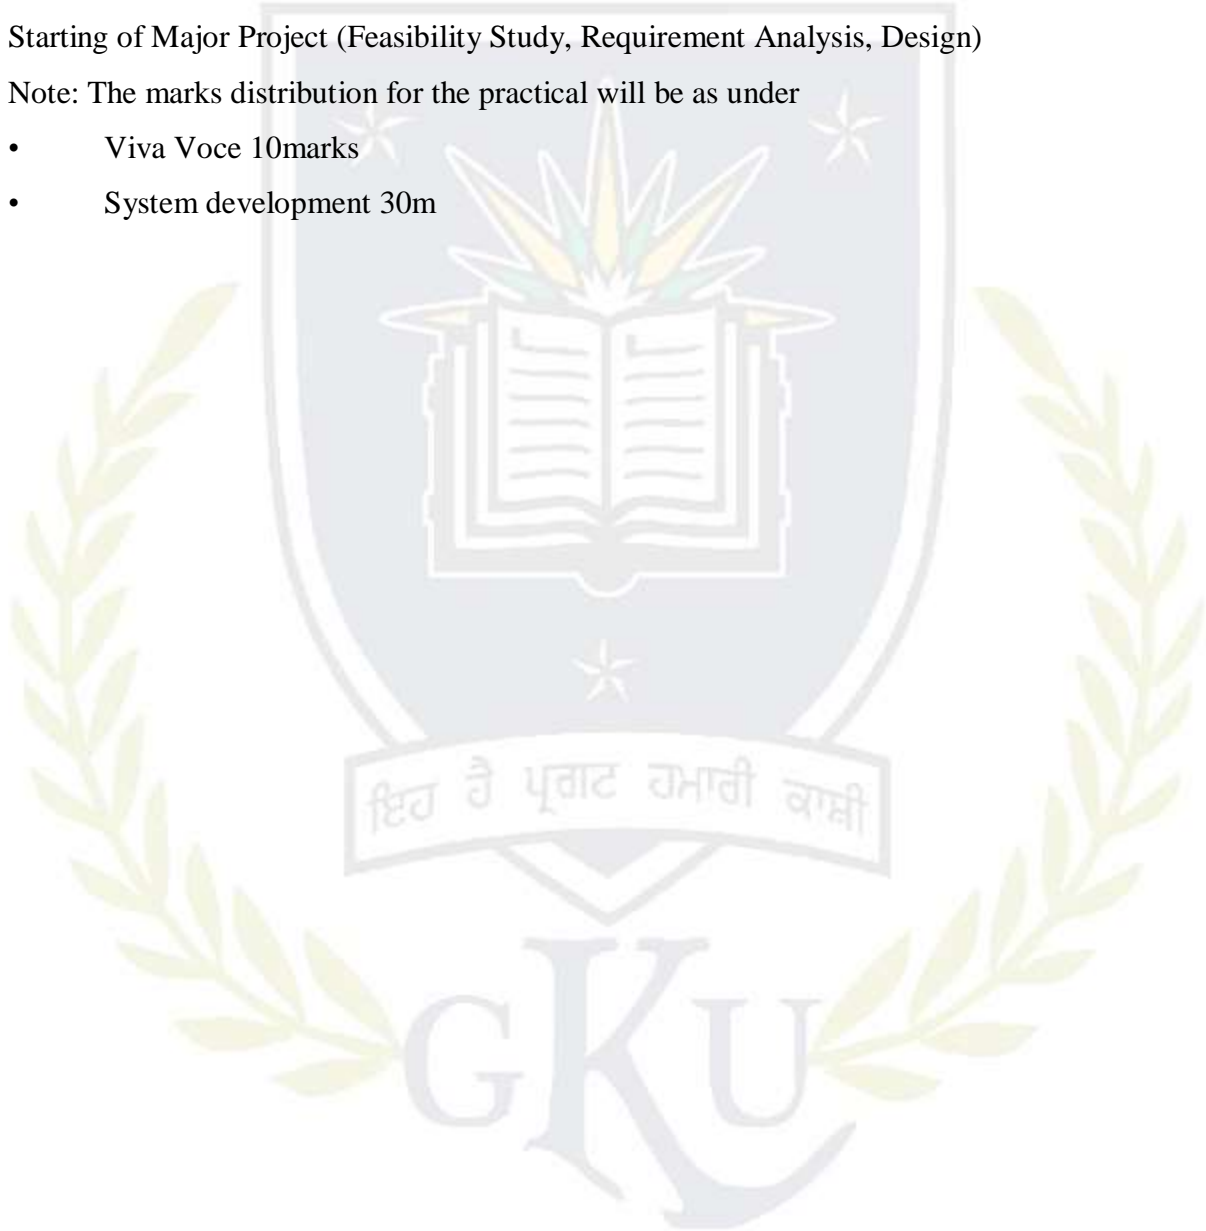 Starting of Major Project (Feasibility Study, Requirement Analysis, Design)
Note: The marks distribution for the practical will be as under
• Viva Voce 10marks
• System development 30m
ਇਹ ਹੈ ਪ੍ਰਗਟ ਹਮਾਰੀ ਕਾਸ਼ੀ
GKU